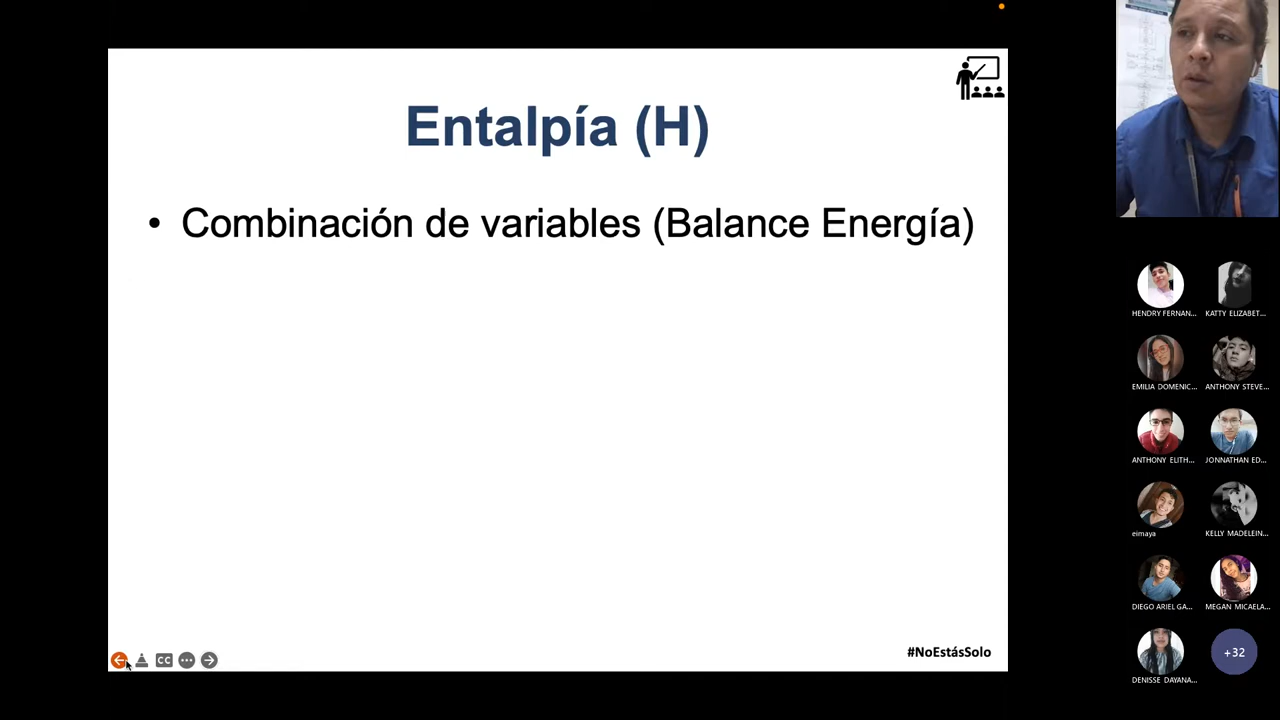 Entalpía (H)
• Combinación de variables (Balance Energía)
#NoEstásSolo
CC
HENDRY FERNAN...
KATTY ELIZABET...
EMILIA DOMENIC...
ANTHONY STEVE...
ANTHONY ELITH...
JONNATHAN ED...
eimaya
KELLY MADELEIN...
DIEGO ARIEL GA...
MEGAN MICAELA...
DENISSE DAYANA...
+32